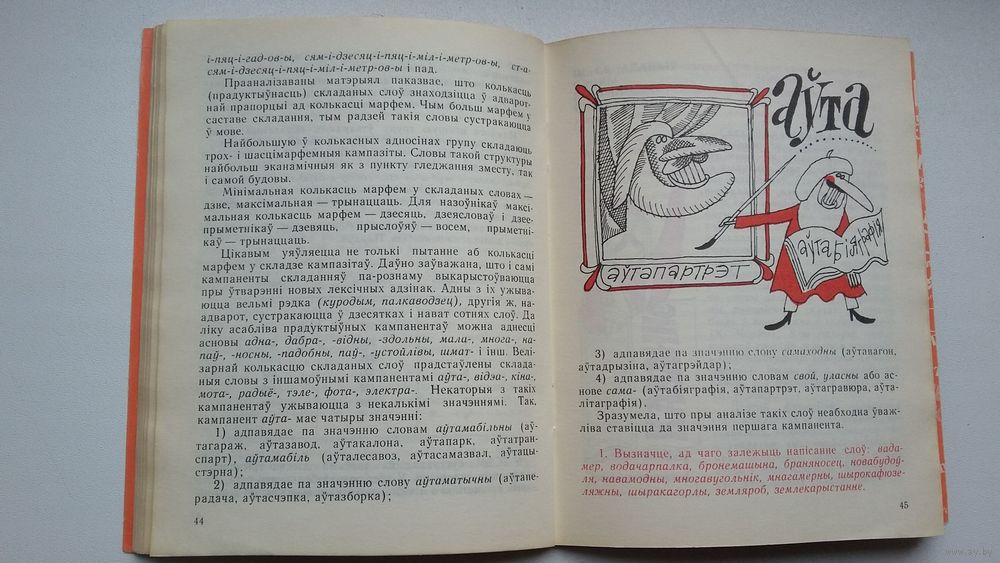 і-пяц-і-гад-ов-ы, сям-і-дзесяц-і-пяц-і-міл-і-метр-ов-ы, ст-а-
сям-і-дзесяц-і-пяц-і-міл-і-метр-ов-ы і пад.
Прааналізаваны матэрыял паказвае, што колькасць
(прадуктыўнасць) складаных слоў знаходзіцца ў адварот-
най прапорцыі ад колькасці марфем. Чым больш марфем у
саставе складання, тым радзей такія словы сустракаюцца
ў мове.
Найбольшую ў колькасных адносінах групу складаюць
трох- і шасцімарфемныя кампазіты. Словы такой структуры
найбольш эканамічныя як з пункту гледжання зместу, так
і самой будовы.
Мінімальная колькасць марфем у складаных словах —
дзве, максімальная — трынаццаць. Для назоўнікаў максі-
мальная колькасць марфем — дзесяць, дзеясловаў і дзее-
прыметнікаў — дзевяць, прыслоўяў — восем, прыметні-
каў — трынаццаць.
Цікавым уяўляецца не толькі пытанне аб колькасці
марфем у складзе кампазітаў. Даўно заўважана, што і самі
кампаненты складанняў па-рознаму выкарыстоўваюцца
пры ўтварэнні новых лексічных адзінак. Адны з іх ужыва-
юцца вельмі рэдка (куродым, палкаводзец), другія ж, на-
адварот, сустракаюцца ў дзесятках і нават сотнях слоў. Да
ліку асабліва прадуктыўных кампанентаў можна аднесці
асновы адна-, дабра-, -відны, -здольны, мала-, многа-, на-
паў-, -носны, -падобны, паў-, -устойлівы, шмат- і інш. Велі-
зарнай колькасцю складаных слоў прадстаўлены склада-
ныя словы з іншамоўнымі кампанентамі аўта-, відэа-, кіна-,
мота-, радыё-, тэле-, фота-, электра-. Некаторыя з такіх
кампанентаў ужываюцца з некалькімі значэннямі. Так,
кампанент аўта- мае чатыры значэнні:
1) адпавядае па значэнню словам аўтамабільны (аў-
тагараж, аўтазавод, аўтакалона, аўтапарк, аўтатран-
спарт), аўтамабіль (аўталесавоз, аўтасамазвал, аўтацы-
стэрна);
2) адпавядае па значэнню слову аўтаматычны (аўтапе-
радача, аўтасчэпка, аўтазборка);
44
аўта
аўтапартрэт
аўтабіяграфія
3) адпавядае па значэнню слову самаходны (аўтавагон,
аўтадрызіна, аўтагрэйдар);
4) адпавядае па значэнню словам свой, уласны або ас-
нове сама- (аўтабіяграфія, аўтапартрэт, аўтагравюра, аўта-
літаграфія).
Зразумела, што пры аналізе такіх слоў неабходна ўваж-
ліва ставіцца да значэння першага кампанента.
1. Вызначце, ад чаго залежыць напісанне слоў: вада-
мер, водачарпалка, бронемашына, браняносец, новабудоў-
ля, навамодны, многавугольнік, мнагамерны, шырокафюзе-
ляжны, шыракагорлы, земляроб, землекарыстанне.
45
www.ay.by